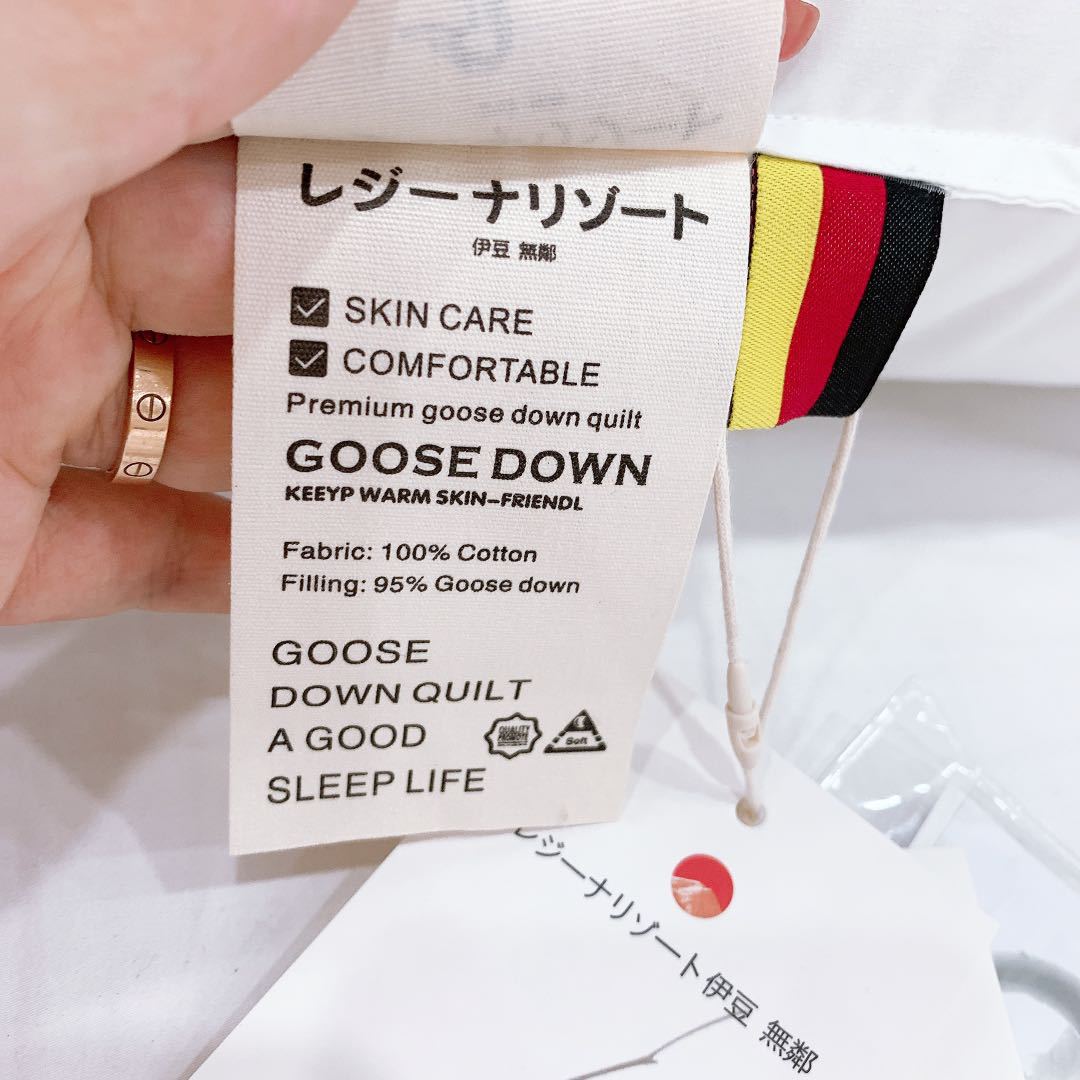 レジーナリゾート
伊豆 無鄰
SKIN CARE
COMFORTABLE
Premium goose down quilt
GOOSE DOWN
KEEYP WARM SKIN-FRIENDL
Fabric: 100% Cotton
Filling: 95% Goose down
GOOSE
DOWN QUILT
A GOOD
SLEEP LIFE
QUALITY
Soft
レジーナリゾート伊豆 無鄰